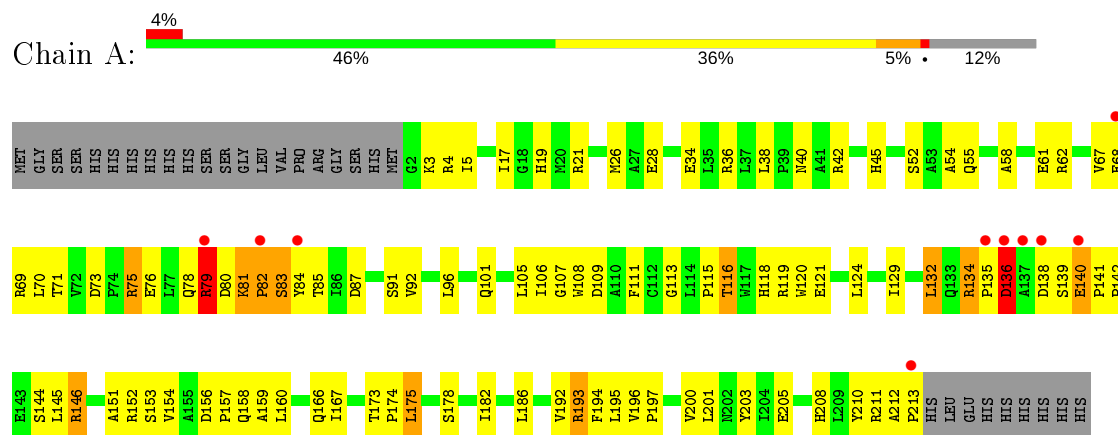 Chain A:
4%
46% 36% 5% • 12%
MET GLY SER SER HIS HIS HIS HIS HIS HIS SER SER GLY LEU VAL PRO ARG GLY SER HIS MET G2 K3 R4 I5 I17 G18 H19 M20 R21 M26 A27 E28 E34 L35 R36 L37 L38 P39 N40 A41 R42 H45 S52 A53 A54 Q55 A58 E61 R62 V67 E68
R69 L70 T71 V72 D73 P74 R75 E76 L77 Q78 R79 D80 K81 P82 S83 Y84 T85 I86 D87 S91 V92 L96 Q101 L105 I106 G107 W108 D109 A110 F111 C112 G113 L114 P115 T116 W117 H118 R119 W120 E121 L124 I129 L132 Q133 R134 P135 D136 A137 D138 S139 E140 P141 P142
E143 S144 L145 R146 A151 R152 S153 V154 A155 D156 P157 Q158 A159 L160 Q166 I167 T173 P174 L175 S178 I182 L186 V192 R193 F194 L195 V196 P197 V200 L201 N202 Y203 I204 E205 H208 L209 Y210 R211 A212 P213 HIS LEU GLU HIS HIS HIS HIS HIS HIS